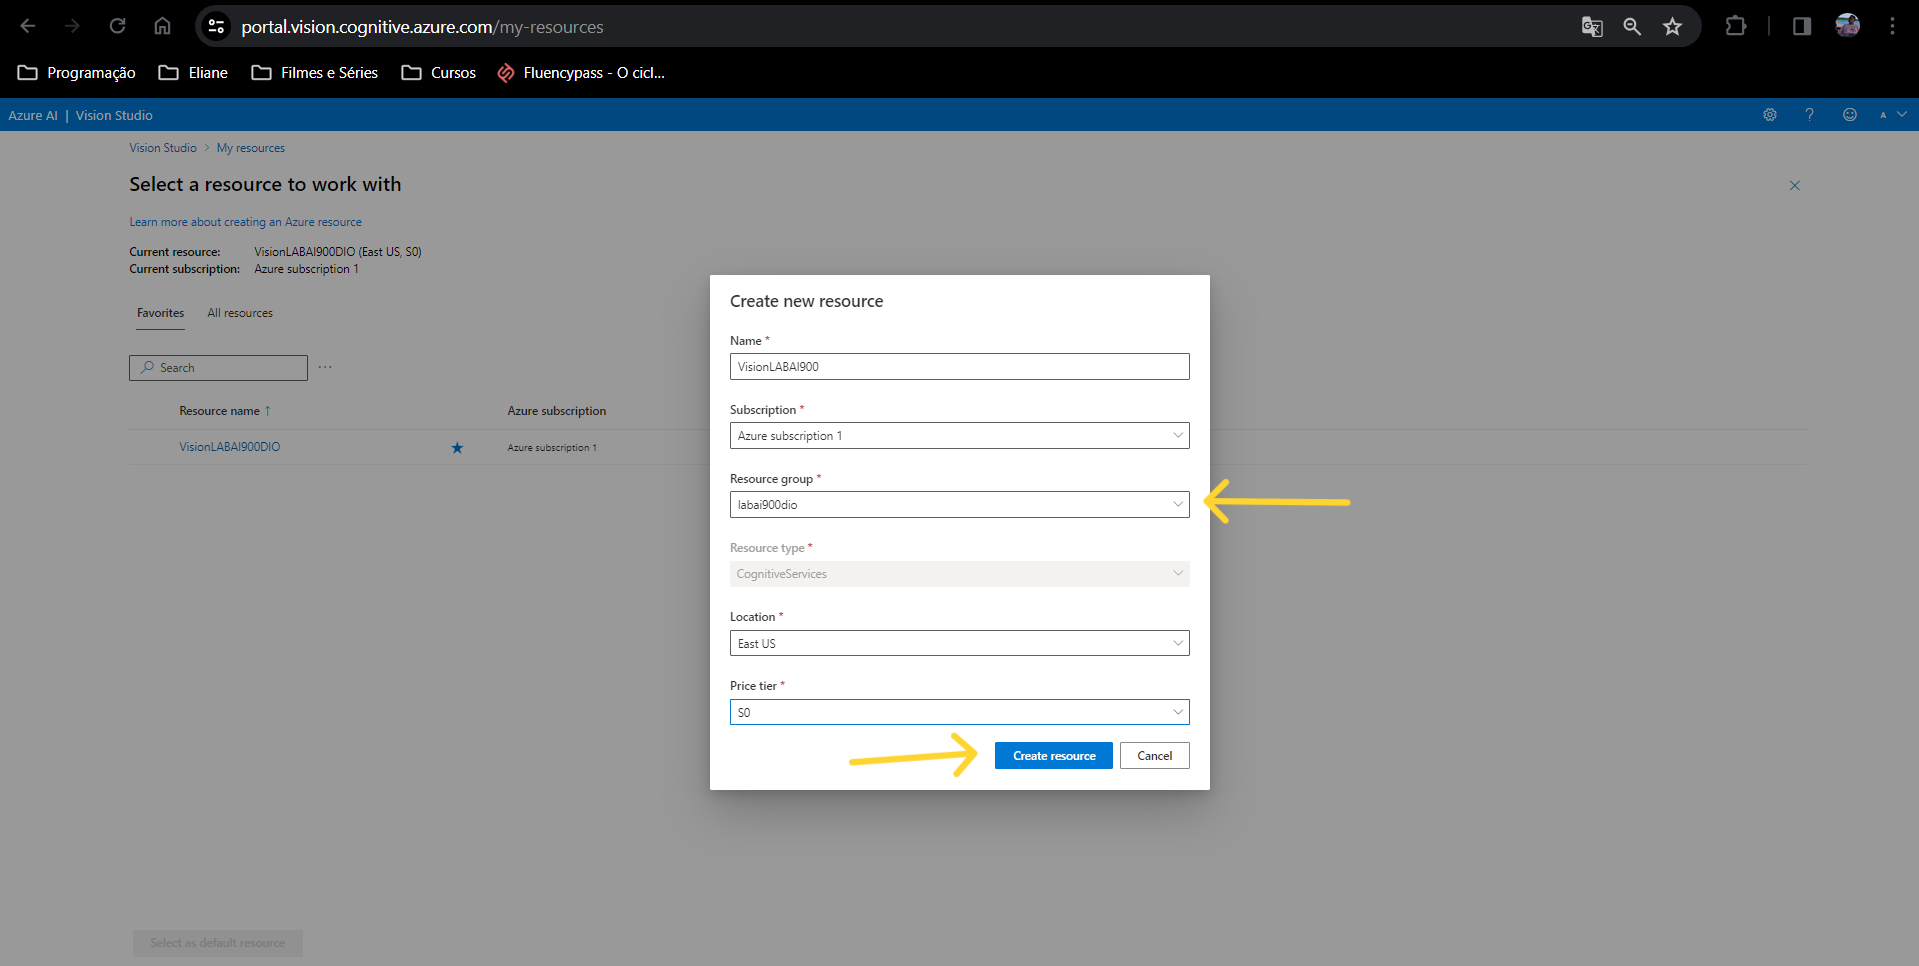 portal.vision.cognitive.azure.com/my-resources
Programação Eliane Filmes e Séries Cursos Fluencypass - O cicl...
Azure AI | Vision Studio ? A
Vision Studio > My resources
Select a resource to work with
Learn more about creating an Azure resource
Current resource: VisionLABAI900DIO (East US, S0)
Current subscription: Azure subscription 1
Favorites All resources
Search ...
Resource name ↑ Azure subscription
VisionLABAI900DIO Azure subscription 1
Select as default resource
Create new resource
Name *
VisionLABAI900
Subscription *
Azure subscription 1
Resource group *
labai900dio
Resource type *
CognitiveServices
Location *
East US
Price tier *
S0
Create resource Cancel